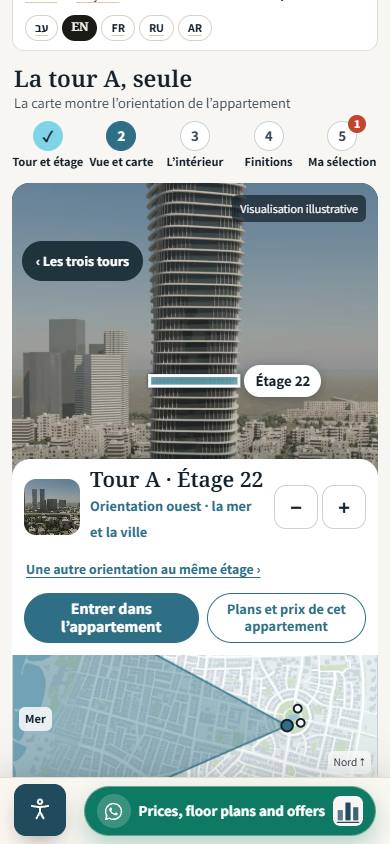 עבר
EN
FR
RU
AR
La tour A, seule
La carte montre l’orientation de l’appartement
✓
2
3
4
5
1
Tour et étage
Vue et carte
L’intérieur
Finitions
Ma sélection
Visualisation illustrative
‹ Les trois tours
Étage 22
Tour A · Étage 22
Orientation ouest · la mer
et la ville
−
+
Une autre orientation au même étage ›
Entrer dans
l’appartement
Plans et prix de cet
appartement
Mer
Nord ↑
Prices, floor plans and offers